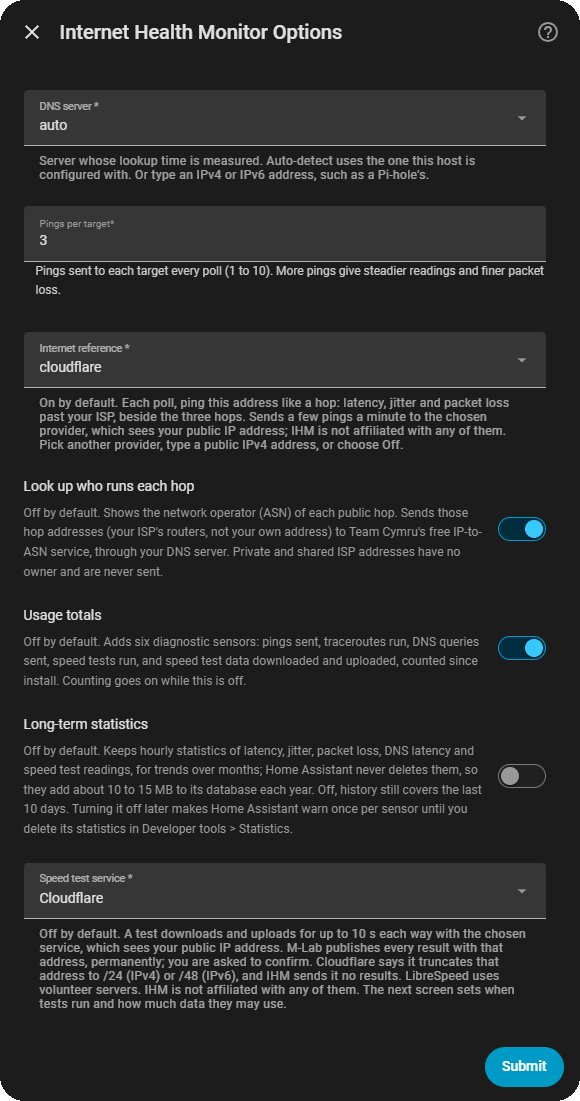 Internet Health Monitor Options
DNS server *
auto
Server whose lookup time is measured. Auto-detect uses the one this host is
configured with. Or type an IPv4 or IPv6 address, such as a Pi-hole's.
Pings per target*
3
Pings sent to each target every poll (1 to 10). More pings give steadier readings and finer packet
loss.
Internet reference *
cloudflare
On by default. Each poll, ping this address like a hop: latency, jitter and packet loss
past your ISP, beside the three hops. Sends a few pings a minute to the chosen
provider, which sees your public IP address; IHM is not affiliated with any of them.
Pick another provider, type a public IPv4 address, or choose Off.
Look up who runs each hop
Off by default. Shows the network operator (ASN) of each public hop. Sends those
hop addresses (your ISP's routers, not your own address) to Team Cymru's free IP-to-
ASN service, through your DNS server. Private and shared ISP addresses have no
owner and are never sent.
Usage totals
Off by default. Adds six diagnostic sensors: pings sent, traceroutes run, DNS queries
sent, speed tests run, and speed test data downloaded and uploaded, counted since
install. Counting goes on while this is off.
Long-term statistics
Off by default. Keeps hourly statistics of latency, jitter, packet loss, DNS latency and
speed test readings, for trends over months; Home Assistant never deletes them, so
they add about 10 to 15 MB to its database each year. Off, history still covers the last
10 days. Turning it off later makes Home Assistant warn once per sensor until you
delete its statistics in Developer tools > Statistics.
Speed test service *
Cloudflare
Off by default. A test downloads and uploads for up to 10 s each way with the chosen
service, which sees your public IP address. M-Lab publishes every result with that
address, permanently; you are asked to confirm. Cloudflare says it truncates that
address to /24 (IPv4) or /48 (IPv6), and IHM sends it no results. LibreSpeed uses
volunteer servers. IHM is not affiliated with any of them. The next screen sets when
tests run and how much data they may use.
Submit